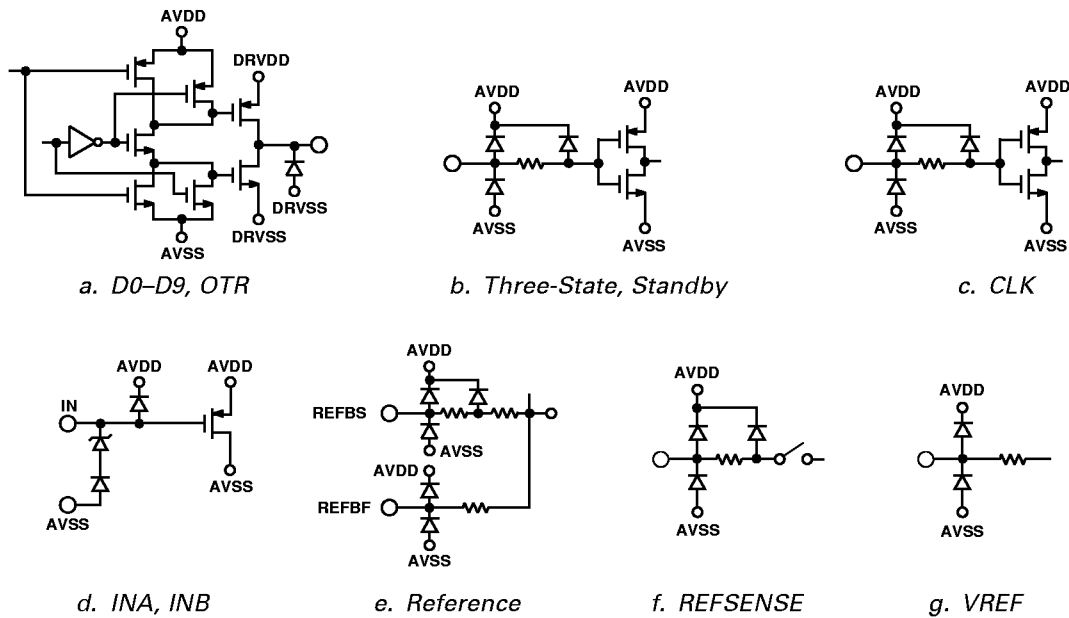 AVDD
DRVDD
DRVSS
AVSS
DRVSS
a. D0–D9, OTR
AVDD
AVDD
AVSS
AVSS
b. Three-State, Standby
AVDD
AVDD
AVSS
AVSS
c. CLK
AVDD
AVDD
IN
AVSS
AVSS
d. INA, INB
AVDD
REFBS
AVSS
AVDD
REFBF
AVSS
e. Reference
AVDD
AVSS
f. REFSENSE
AVDD
AVSS
g. VREF